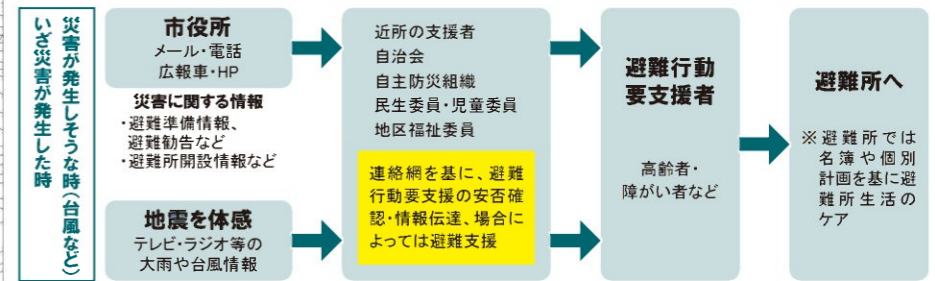 災害が発生しそうな時(台風など)
いざ災害が発生した時
市役所
メール・電話
広報車・HP
災害に関する情報
・避難準備情報、
避難勧告など
・避難所開設情報など
地震を体感
テレビ・ラジオ等の
大雨や台風情報
近所の支援者
自治会
自主防災組織
民生委員・児童委員
地区福祉委員
連絡網を基に、避難
行動要支援の安否確
認・情報伝達、場合に
よっては避難支援
避難行動
要支援者
高齢者・
障がい者など
避難所へ
※避難所では
名簿や個別
計画を基に避
難所生活の
ケア